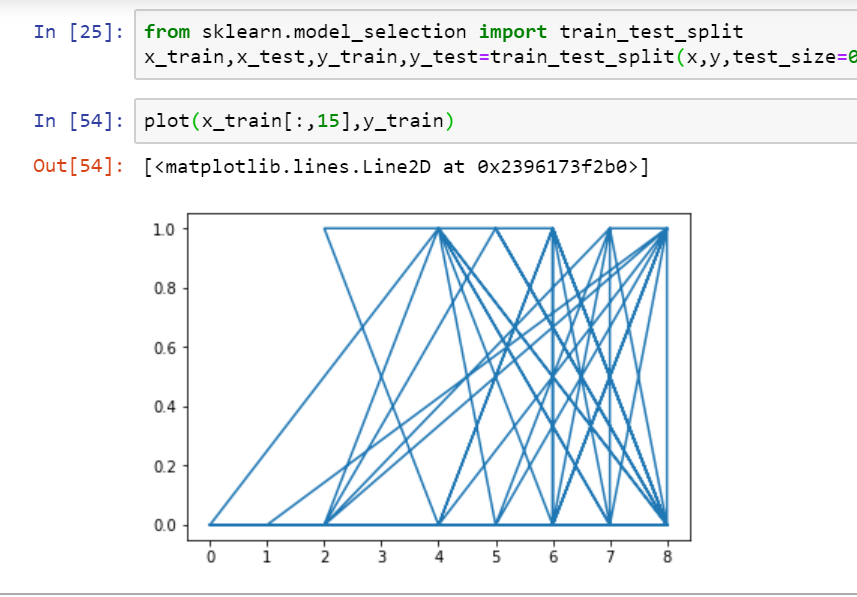 In [25]: from sklearn.model_selection import train_test_split
x_train,x_test,y_train,y_test=train_test_split(x,y,test_size=0
In [54]: plot(x_train[:,15],y_train)
Out[54]: [<matplotlib.lines.Line2D at 0x2396173f2b0>]
1.0
0.8
0.6
0.4
0.2
0.0
0 1 2 3 4 5 6 7 8